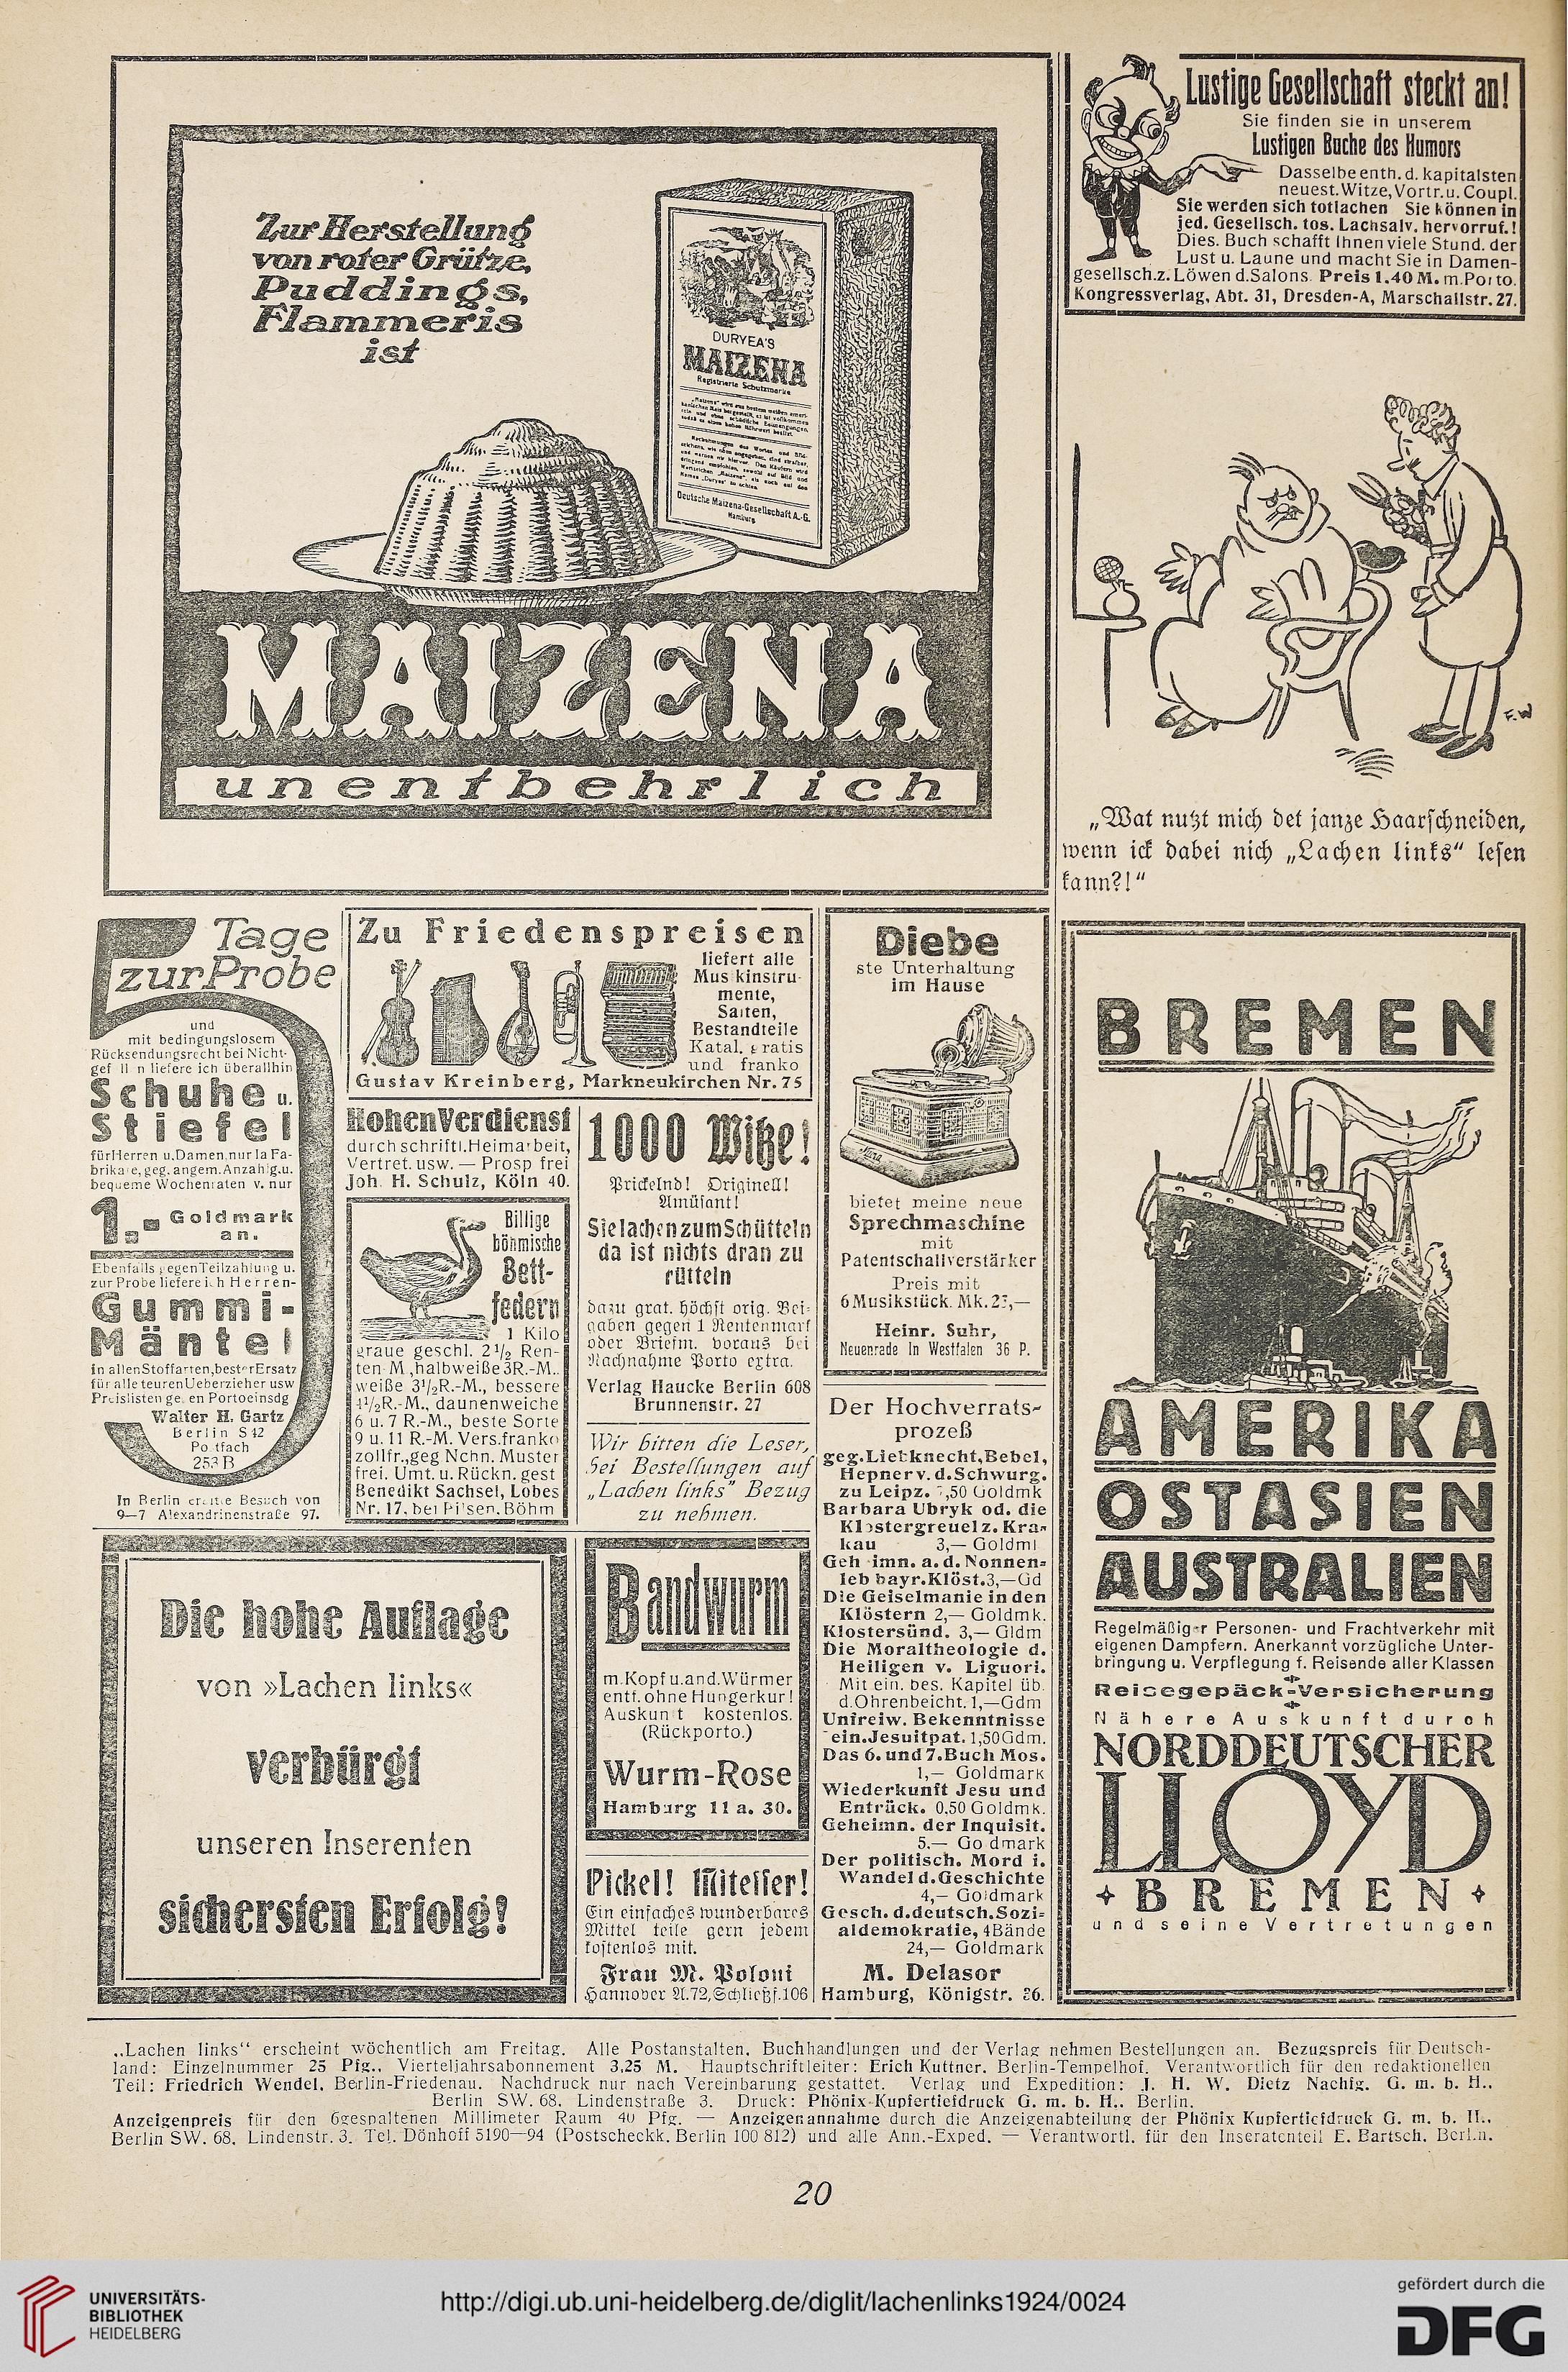 Zur Herstellung
von roter Grütze,
Puddings,
Flammeris
ist
DURYEA'S
MAIZENA
Registrierte Schutzmarke
Deutsche Maizena-Gesellschaft A.-G.
Hamburg
MAIZENA
unentbehrlich
Lustige Gesellschaft steckt an!
Sie finden sie in unserem
Lustigen Buche des Humors
Dasselbe enth. d. kapitalsten
neuest. Witze, Vortr. u. Coupl.
Sie werden sich totlachen Sie können in
jed. Gesellsch. tos. Lachsalv. hervorruf.!
Dies. Buch schafft Ihnen viele Stund. der
Lust u. Laune und macht Sie in Damen-
gesellsch. z. Löwen d. Salons. Preis 1.40 M. m. Porto.
Kongressverlag, Abt. 31, Dresden-A, Marschallstr. 27.
F.W
„Wat nutzt mich det janze Haarschneiden,
wenn ick dabei nich „Lachen links“ lesen
kann?!“
5 Tage
zur Probe
und
mit bedingungslosem
Rücksendungsrecht bei Nicht-
gef ll n liefere ich überallhin
Schuhe u.
Stiefel
für Herren u. Damen, nur la Fa-
brika e, geg. angem. Anzahlg. u.
bequeme Wochenraten v. nur
1.- Goldmark
an.
Ebenfalls gegen Teilzahlung u.
zur Probe liefere i h Herren-
Gummi-
Mäntel
in allen Stoffarten, bester Ersatz
für alle teuren Ueberzieher usw
Preislisten ge. en Portoeinsdg
Walter H. Gartz
Berlin S 42
Po tfach
253 B
In Berlin erbitte Besuch von
9—7 Alexandrinenstraße 97.
Zu Friedenspreisen
liefert alle
Mus kinstru-
mente,
Saiten,
Bestandteile
Katal. gratis
und franko
Gustav Kreinberg, Markneukirchen Nr. 75
Hohen Verdienst
durch schriftl. Heimarbeit,
Vertret. usw. — Prosp frei
Joh. H. Schulz, Köln 40.
Billige
böhmische
Bett-
federn
1 Kilo
graue geschl. 2½ Ren-
ten-M, halbweiße 3 R.-M.,
weiße 3½ R.-M., bessere
4½ R.-M., daunenweiche
6 u. 7 R.-M., beste Sorte
9 u. 11 R.-M. Vers. franko
zollfr., geg Nchn. Muster
frei. Umt. u. Rückn. gest
Benedikt Sachsel, Lobes
Nr. 17. bei Pilsen, Böhm
1000 Witze!
Prickelnd! Originell!
Amüsant!
Sie lachen zum Schütteln
da ist nichts dran zu
rütteln
dazu grat. höchst orig. Bei-
gaben gegen 1 Rentenmark
oder Briefm. voraus bei
Nachnahme Porto extra.
Verlag Haucke Berlin 608
Brunnenstr. 27
Wir bitten die Leser,
bei Bestellungen auf
„Lachen links“ Bezug
zu nehmen.
Diebe
ste Unterhaltung
im Hause
bietet meine neue
Sprechmaschine
mit
Patentschallverstärker
Preis mit
6 Musikstück. Mk.
Heinr. Suhr,
Neuenrade In Westfalen 36 P.
Der Hochverrats-
prozeß
geg. Liebknecht, Bebel,
Hepner v. d. Schwurg.
zu Leipz. ,50 Goldmk
Barbara Ubryk od. die
Klostergreuel z. Kra-
kau 3,— Goldmk
Geh imn. a. d. Nonnen-
leb bayr. Klöst. 3,—Gd
Die Geiselmanie in den
Klöstern 2,— Goldmk.
Klostersünd. 3,— Gldm
Die Moraltheologie d.
Heiligen v. Liguori.
Mit ein. bes. Kapitel üb.
d. Ohrenbeicht. 1,—Gdm
Unfreiw. Bekenntnisse
ein. Jesuitpat. 1,50 Gdm.
Das 6. und 7. Buch Mos.
1,— Goldmark
Wiederkunft Jesu und
Entrück. 0,50 Goldmk.
Geheimn. der Inquisit.
5,— Go dmark
Der politisch. Mord i.
Wandel d. Geschichte
4,— Goldmark
Gesch. d. deutsch. Sozi-
aldemokratie, 4 Bände
24,— Goldmark
M. Delasor
Hamburg, Königstr. 26.
BREMEN
AMERIKA
OSTASIEN
AUSTRALIEN
Regelmäßiger Personen- und Frachtverkehr mit
eigenen Dampfern. Anerkannt vorzügliche Unter-
bringung u. Verpflegung f. Reisende aller Klassen
Reisegepäck-Versicherung
Nähere Auskunft durch
NORDDEUTSCHER
LLOYD
BREMEN
und seine Vertretungen
Die hohe Auflage
von »Lachen links«
verbürgt
unseren Inserenten
sichersten Erfolg!
Bandwurm
m. Kopf u. and. Würmer
entf. ohne Hungerkur!
Auskun t kostenlos.
(Rückporto.)
Wurm-Rose
Hamburg 11 a. 30.
Pickel! Mitesser!
Ein einfaches wunderbares
Mittel teile gern jedem
kostenlos mit.
Frau M. Poloni
Hannover A. 72, Schließf. 106
„Lachen links“ erscheint wöchentlich am Freitag. Alle Postanstalten, Buchhandlungen und der Verlag nehmen Bestellungen an. Bezugspreis für Deutsch-
land: Einzelnummer 25 Pfg., Vierteljahrsabonnement 3,25 M. Hauptschriftleiter: Erich Kuttner, Berlin-Tempelhof, Verantwortlich für den redaktionellen
Teil: Friedrich Wendel, Berlin-Friedenau. Nachdruck nur nach Vereinbarung gestattet. Verlag und Expedition: J. H. W. Dietz Nachfg. G. m. b. H.,
Berlin SW. 68, Lindenstraße 3. Druck: Phönix-Kupfertiefdruck G. m. b. H., Berlin.
Anzeigenpreis für den 6gespaltenen Millimeter Raum 40 Pfg. — Anzeigenannahme durch die Anzeigenabteilung der Phönix Kupfertiefdruck G. m. b. H.,
Berlin SW. 68, Lindenstr. 3. Tel. Dönhoff 5190—94 (Postscheckk. Berlin 100 812) und alle Ann.-Exped. — Verantwortl. für den Inseratenteil E. Bartsch, Berlin.
20
UNIVERSITÄTS-
BIBLIOTHEK
HEIDELBERG
http://digi.ub.uni-heidelberg.de/diglit/lachenlinks1924/0024
gefördert durch die
DFG